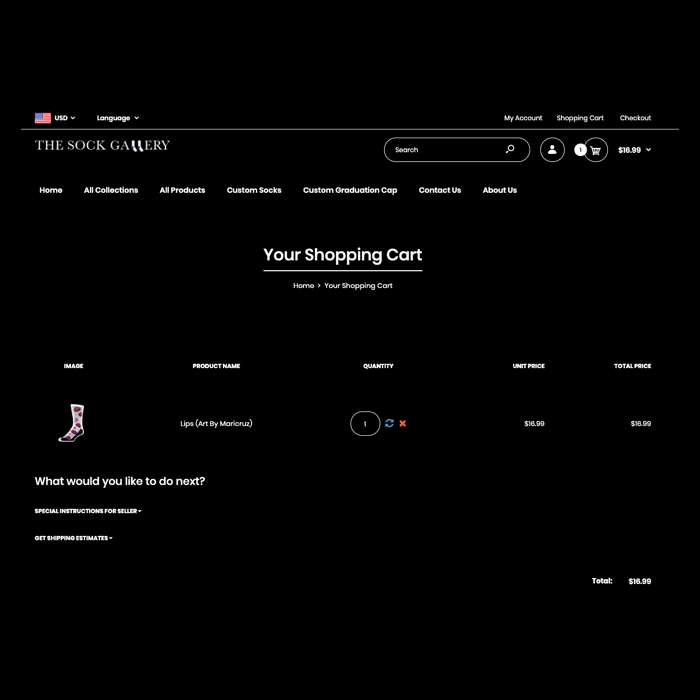 USD Language My Account Shopping Cart Checkout
THE SOCK GALLERY Search 1 $16.99
Home All Collections All Products Custom Socks Custom Graduation Cap Contact Us About Us
Your Shopping Cart
Home > Your Shopping Cart
IMAGE PRODUCT NAME QUANTITY UNIT PRICE TOTAL PRICE
Lips (Art By Maricruz) 1 $16.99 $16.99
What would you like to do next?
SPECIAL INSTRUCTIONS FOR SELLER
GET SHIPPING ESTIMATES
Total: $16.99